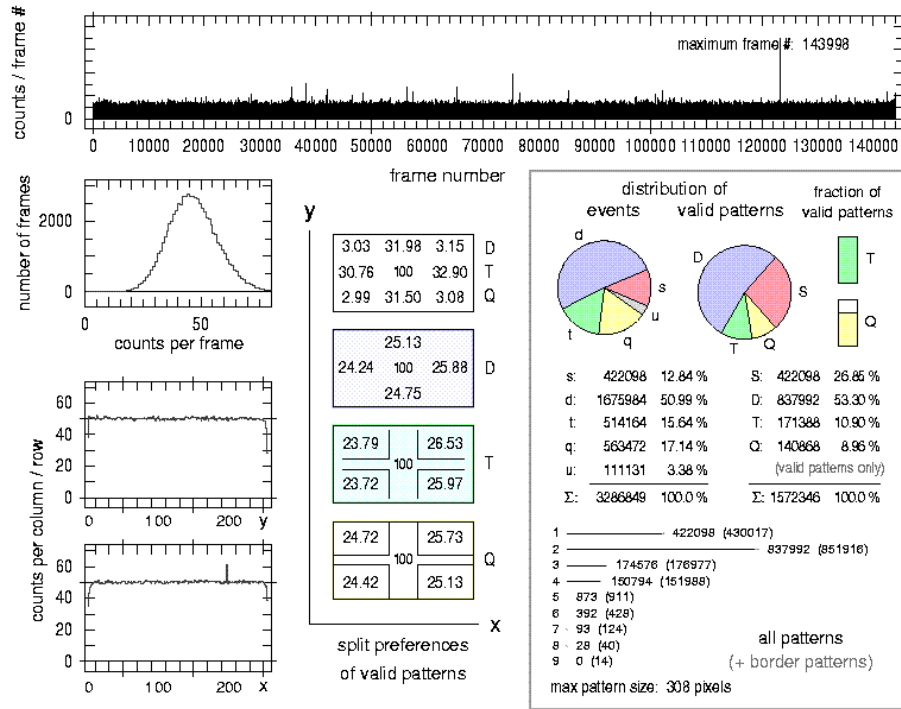 counts / frame #
maximum frame #: 143998
0
0 10000 20000 30000 40000 50000 60000 70000 80000 90000 100000 110000 120000 130000 140000
frame number
number of frames
2000
0
0 50
counts per frame
counts per column / row
60
40
20
0
0 100 200 y
60
40
20
0
0 100 200 x
y
3.03 31.98 3.15 D
30.76 100 32.90 T
2.99 31.50 3.08 Q
25.13
24.24 100 25.88 D
24.75
23.79 26.53
100 T
23.72 25.97
24.72 25.73
100 Q
24.42 25.13
x
split preferences
of valid patterns
distribution of
events valid patterns
fraction of
valid patterns
d
s
u
q
t
D
S
Q
T
T
Q
s: 422098 12.84 % S: 422098 26.85 %
d: 1675984 50.99 % D: 837992 53.30 %
t: 514164 15.64 % T: 171388 10.90 %
q: 563472 17.14 % Q: 140868 8.96 %
u: 111131 3.38 % (valid patterns only)
Σ: 3286849 100.0 % Σ: 1572346 100.0 %
1 422098 (430017)
2 837992 (851916)
3 174576 (176977)
4 150794 (151988)
5 873 (911)
6 392 (428)
7 93 (124)
8 28 (40)
9 0 (14)
all patterns
(+ border patterns)
max pattern size: 308 pixels